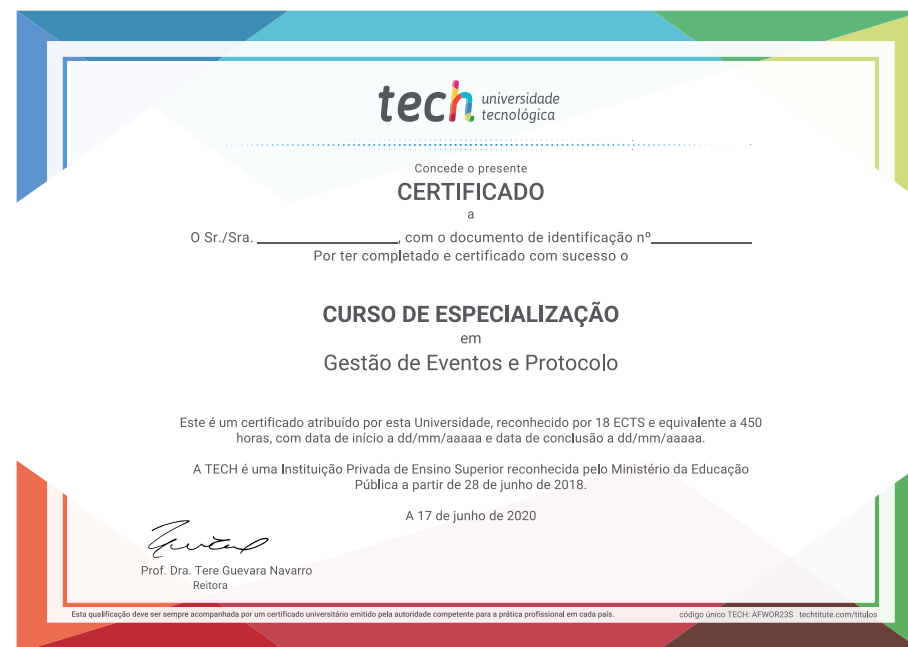 tech universidade
tecnológica
Concede o presente
CERTIFICADO
a
O Sr./Sra. ____________________, com o documento de identificação nº______________
Por ter completado e certificado com sucesso o
CURSO DE ESPECIALIZAÇÃO
em
Gestão de Eventos e Protocolo
Este é um certificado atribuído por esta Universidade, reconhecido por 18 ECTS e equivalente a 450
horas, com data de início a dd/mm/aaaaa e data de conclusão a dd/mm/aaaaa.
A TECH é uma Instituição Privada de Ensino Superior reconhecida pelo Ministério da Educação
Pública a partir de 28 de junho de 2018.
A 17 de junho de 2020
Prof. Dra. Tere Guevara Navarro
Reitora
Esta qualificação deve ser sempre acompanhada por um certificado universitário emitido pela autoridade competente para a prática profissional em cada país. código único TECH: AFWOR23S techtitute.com/titulos